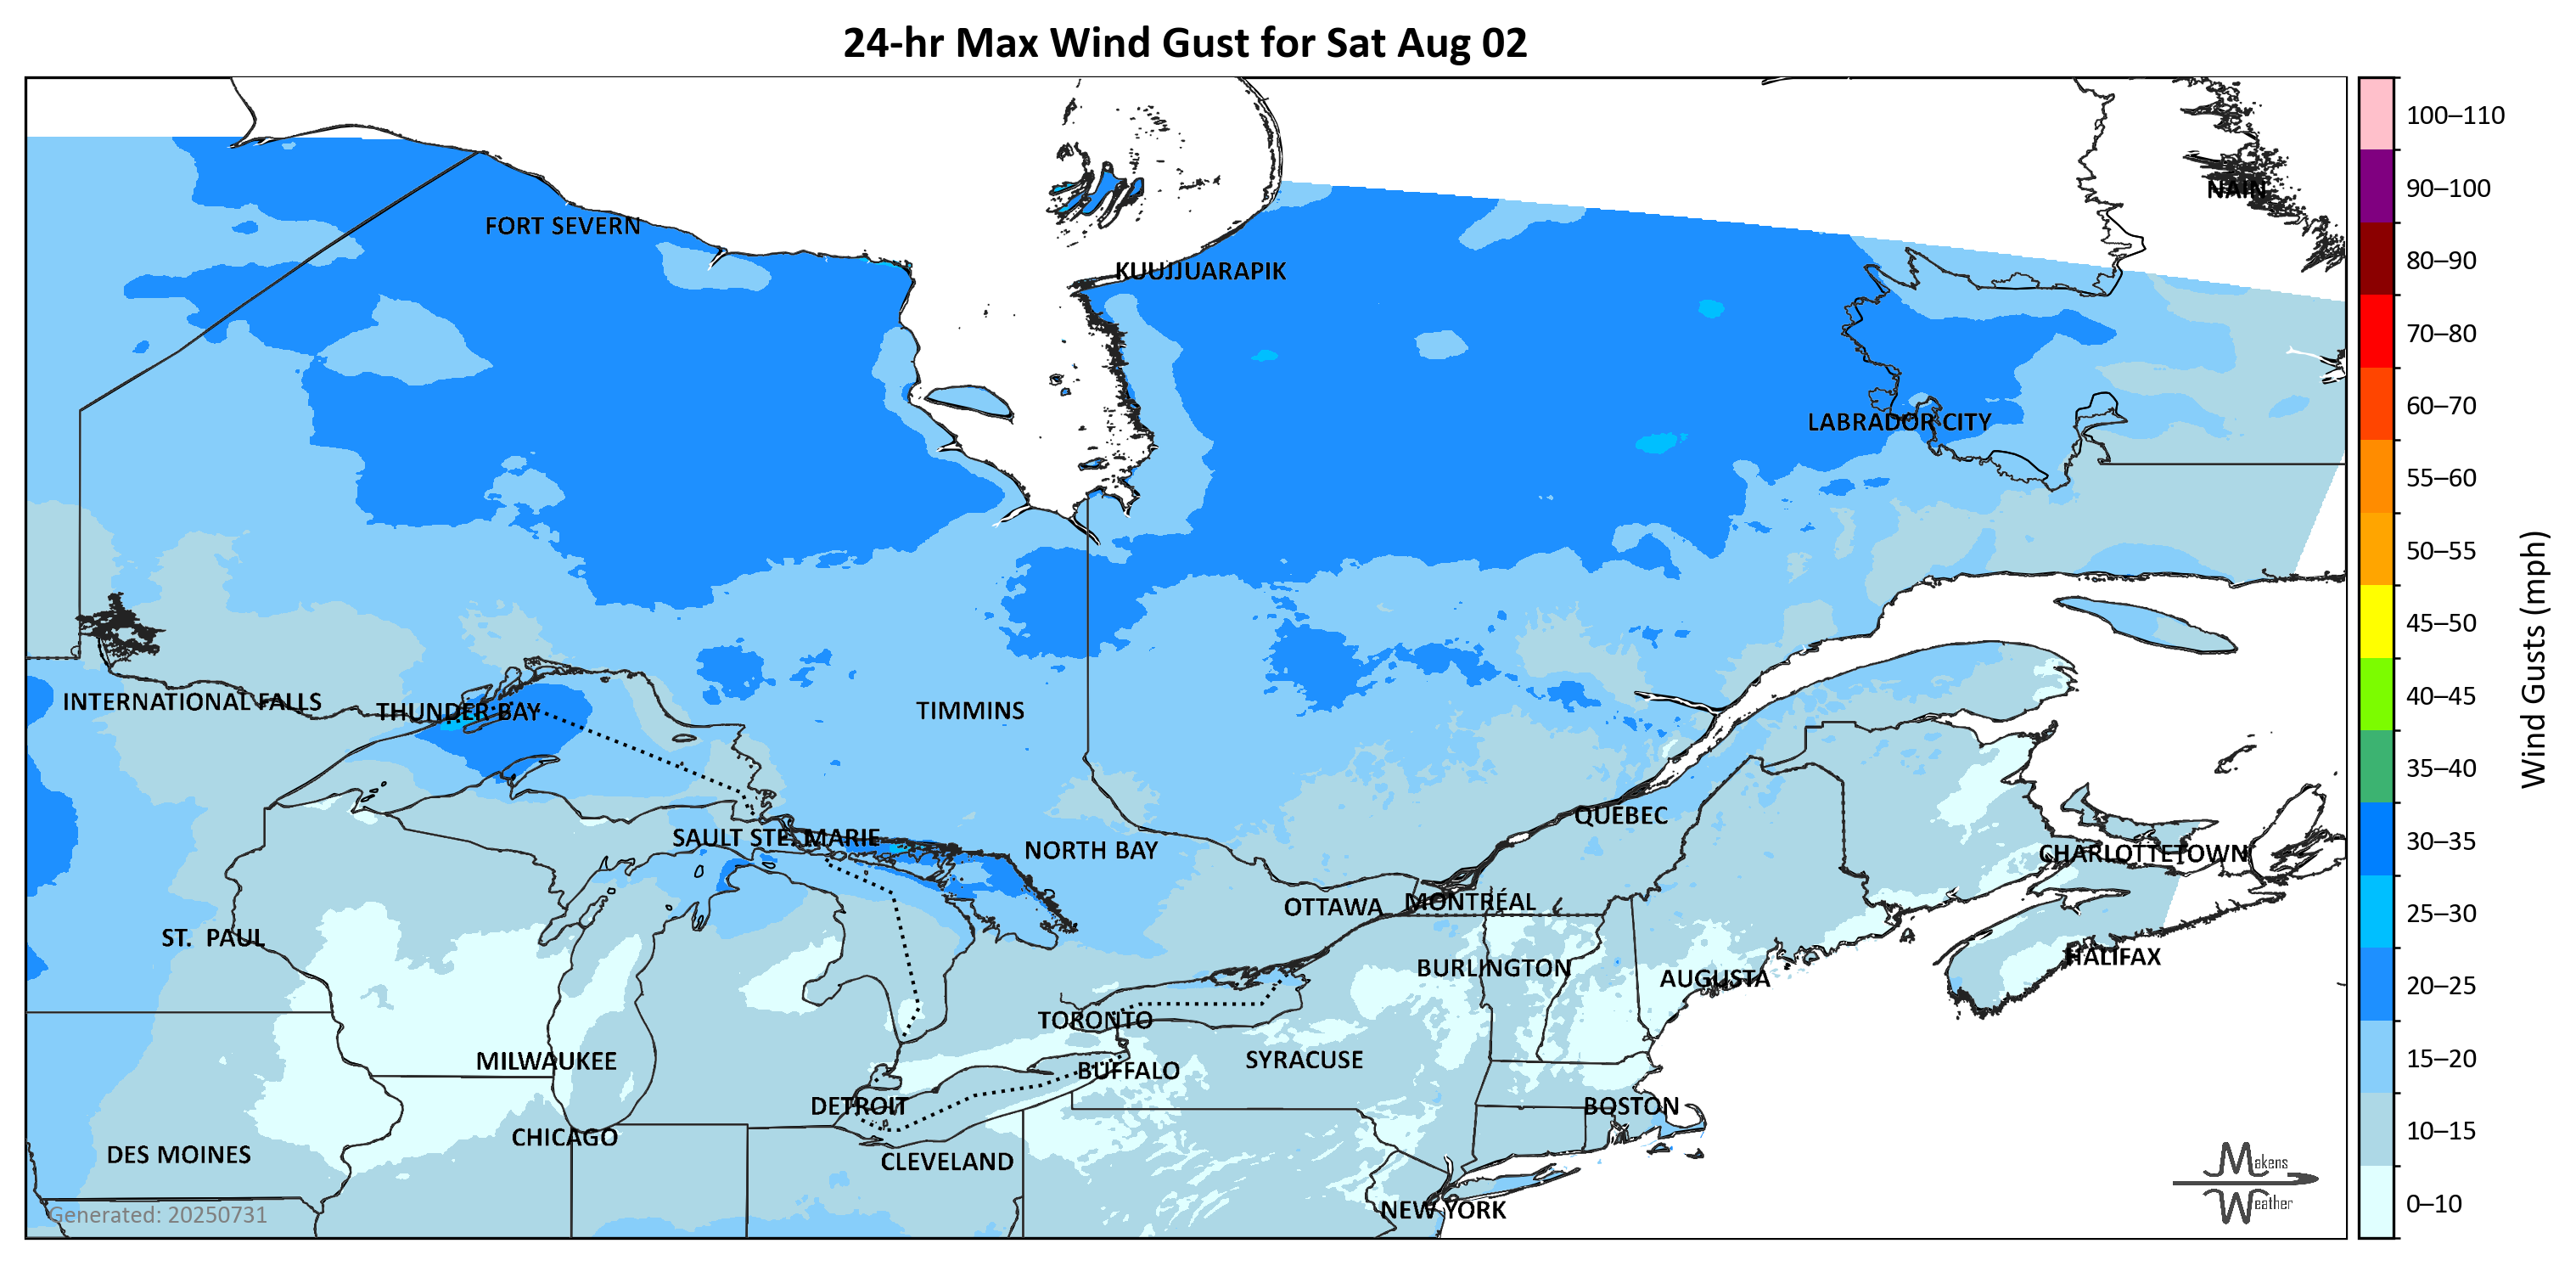 24-hr Max Wind Gust for Sat Aug 02
NAIN
FORT SEVERN
KUUJJUARAPIK
LABRADOR CITY
INTERNATIONAL FALLS
THUNDER BAY
TIMMINS
QUEBEC
SAULT STE. MARIE
NORTH BAY
CHARLOTTETOWN
OTTAWA
MONTRÉAL
ST. PAUL
HALIFAX
BURLINGTON
AUGUSTA
TORONTO
MILWAUKEE
SYRACUSE
BUFFALO
DETROIT
BOSTON
CHICAGO
DES MOINES
CLEVELAND
NEW YORK
Generated: 20250731
Makens
Weather
100–110
90–100
80–90
70–80
60–70
55–60
50–55
45–50
40–45
35–40
30–35
25–30
20–25
15–20
10–15
0–10
Wind Gusts (mph)